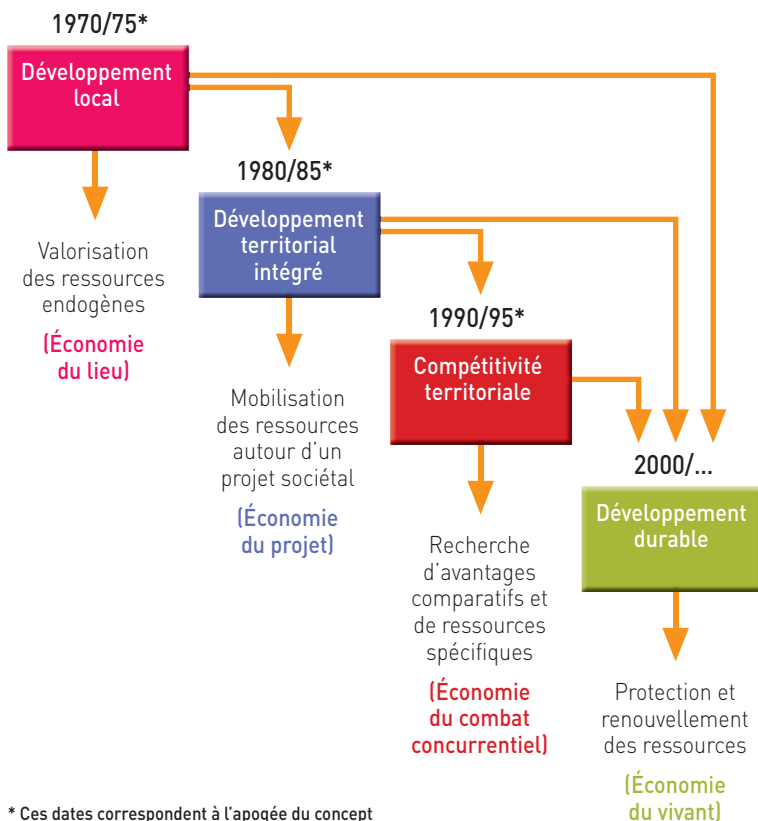 1970/75*
Développement
local
Valorisation
des ressources
endogènes
(Économie
du lieu)
1980/85*
Développement
territorial
intégré
Mobilisation
des ressources
autour d'un
projet sociétal
(Économie
du projet)
1990/95*
Compétitivité
territoriale
Recherche
d'avantages
comparatifs et
de ressources
spécifiques
(Économie
du combat
concurrentiel)
2000/...
Développement
durable
Protection et
renouvellement
des ressources
(Économie
du vivant)
* Ces dates correspondent à l'apogée du concept